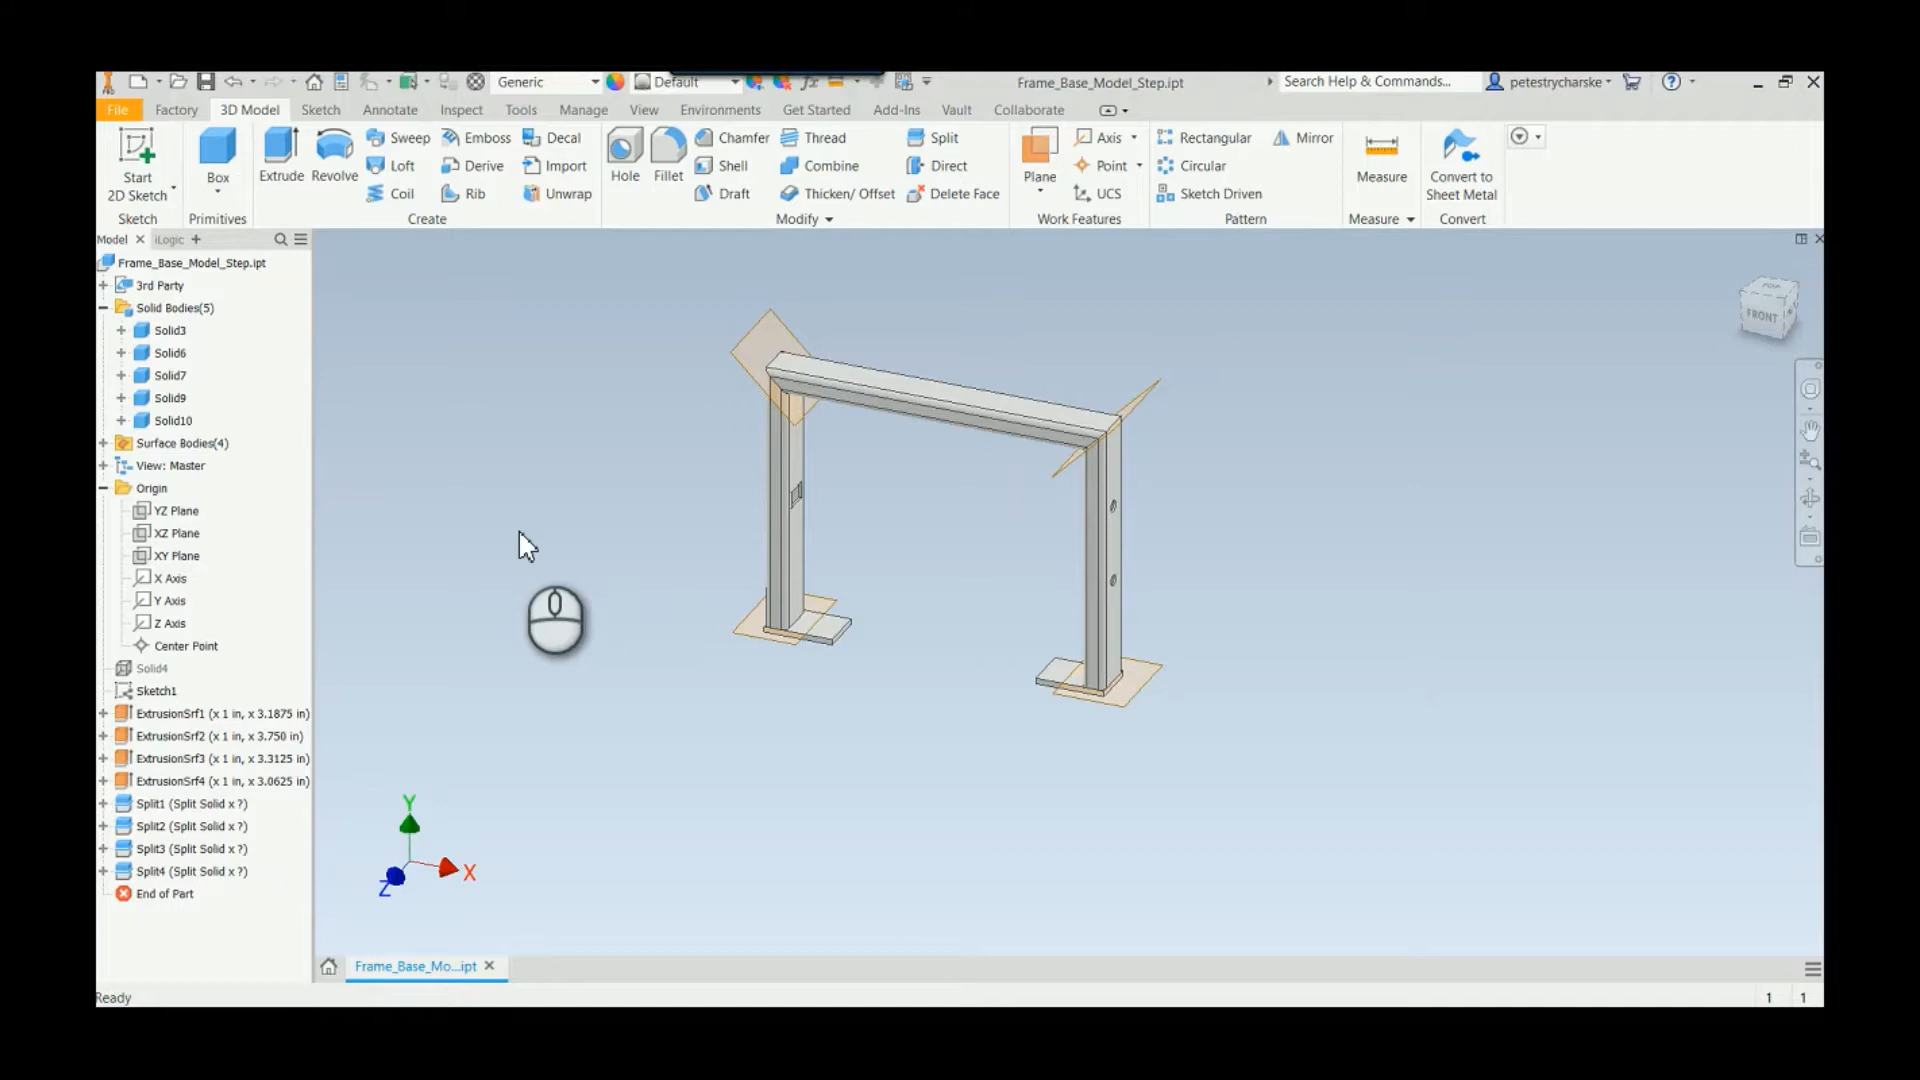 Generic
Default
Frame_Base_Model_Step.ipt
Search Help & Commands...
petestrycharske
File
Factory
3D Model
Sketch
Annotate
Inspect
Tools
Manage
View
Environments
Get Started
Add-Ins
Vault
Collaborate
Start
2D Sketch
Sketch
Box
Primitives
Extrude
Revolve
Sweep
Loft
Coil
Emboss
Derive
Rib
Decal
Import
Unwrap
Create
Hole
Fillet
Chamfer
Shell
Draft
Thread
Combine
Thicken/ Offset
Split
Direct
Delete Face
Modify
Plane
Axis
Point
UCS
Work Features
Rectangular
Circular
Sketch Driven
Mirror
Pattern
Measure
Measure
Convert to
Sheet Metal
Convert
Model
iLogic
Frame_Base_Model_Step.ipt
3rd Party
Solid Bodies(5)
Solid3
Solid6
Solid7
Solid9
Solid10
Surface Bodies(4)
View: Master
Origin
YZ Plane
XZ Plane
XY Plane
X Axis
Y Axis
Z Axis
Center Point
Solid4
Sketch1
ExtrusionSrf1 (x 1 in, x 3.1875 in)
ExtrusionSrf2 (x 1 in, x 3.750 in)
ExtrusionSrf3 (x 1 in, x 3.3125 in)
ExtrusionSrf4 (x 1 in, x 3.0625 in)
Split1 (Split Solid x ?)
Split2 (Split Solid x ?)
Split3 (Split Solid x ?)
Split4 (Split Solid x ?)
End of Part
TOP
FRONT
Y
X
Z
Frame_Base_Mo...ipt
Ready
1
1